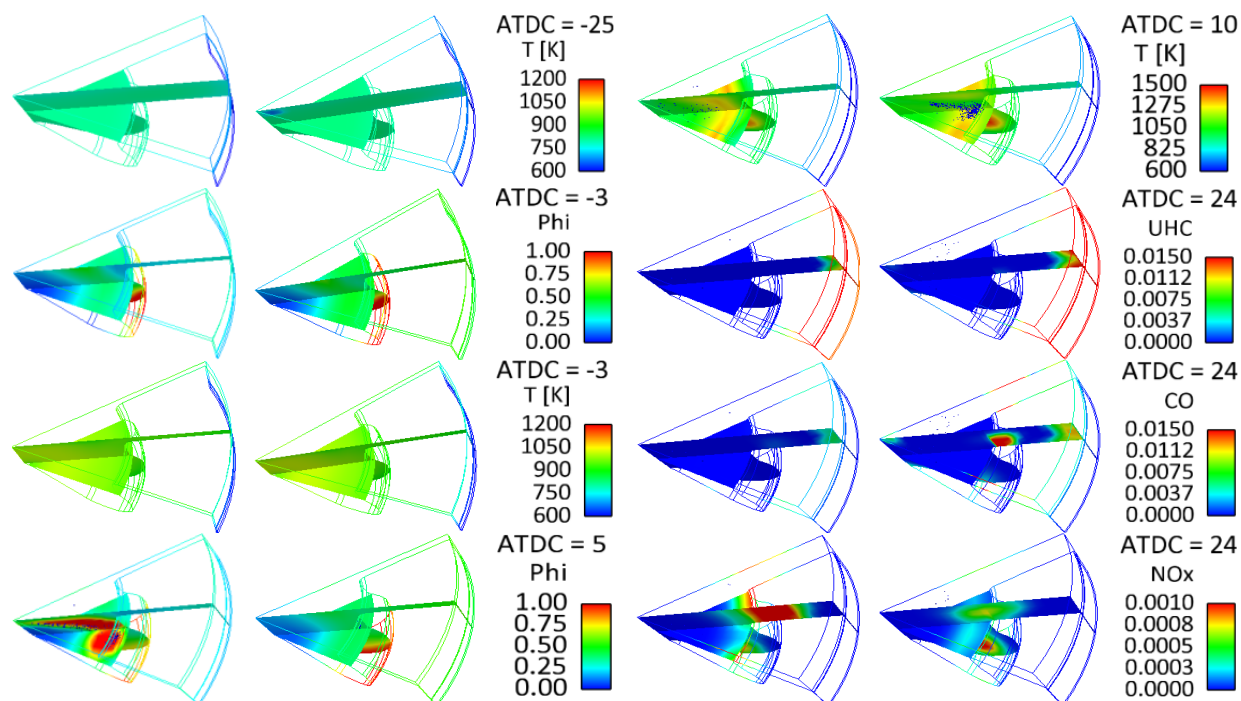 ATDC = -25
T [K]
1200
1050
900
750
600
ATDC = -3
Phi
1.00
0.75
0.50
0.25
0.00
ATDC = -3
T [K]
1200
1050
900
750
600
ATDC = 5
Phi
1.00
0.75
0.50
0.25
0.00
ATDC = 10
T [K]
1500
1275
1050
825
600
ATDC = 24
UHC
0.0150
0.0112
0.0075
0.0037
0.0000
ATDC = 24
CO
0.0150
0.0112
0.0075
0.0037
0.0000
ATDC = 24
NOx
0.0010
0.0008
0.0005
0.0003
0.0000